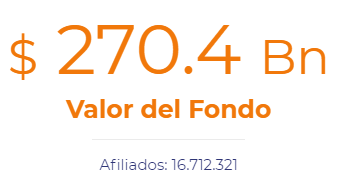 $ 270.4 Bn
Valor del Fondo
Afiliados: 16.712.321